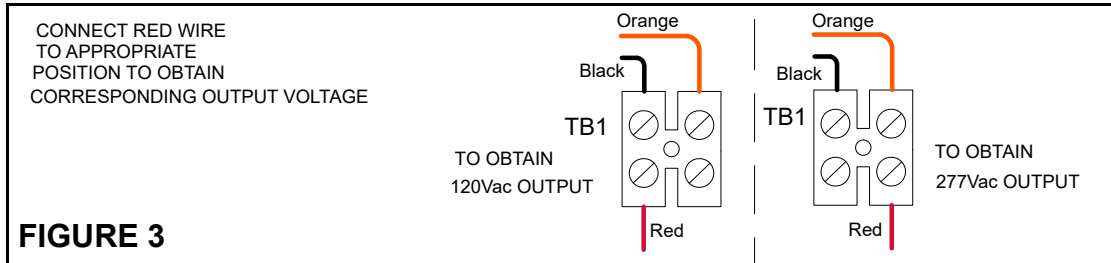 CONNECT RED WIRE
TO APPROPRIATE
POSITION TO OBTAIN
CORRESPONDING OUTPUT VOLTAGE
FIGURE 3
Orange
Black
TB1
TO OBTAIN
120Vac OUTPUT
Red
Orange
Black
TB1
TO OBTAIN
277Vac OUTPUT
Red